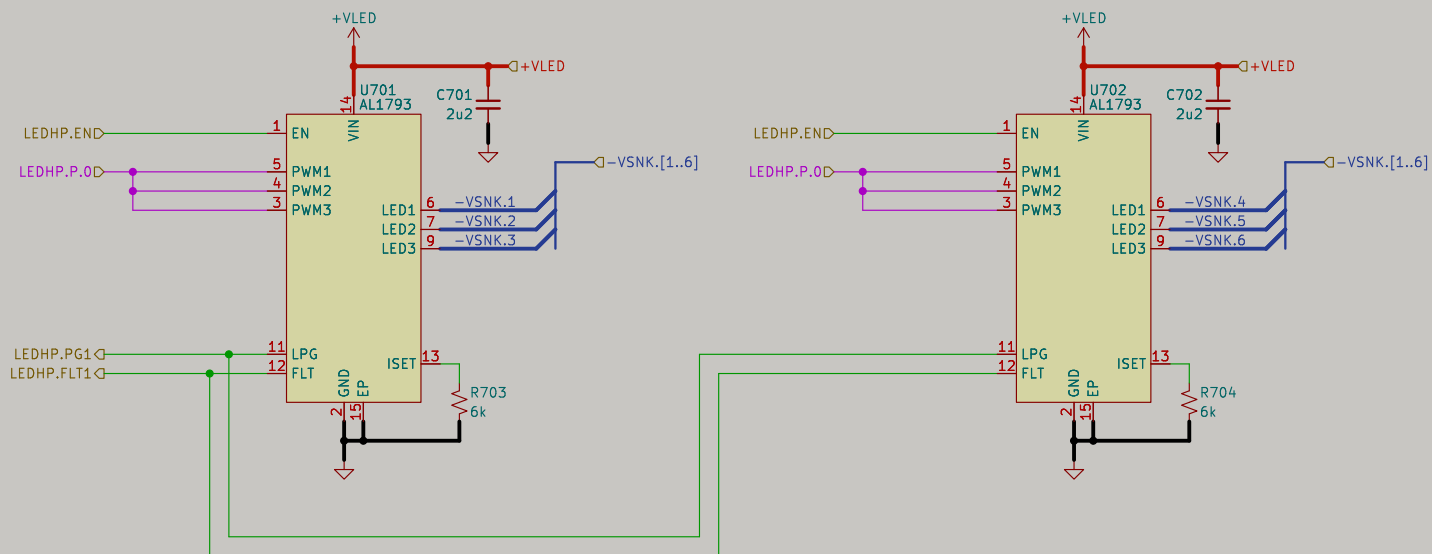 +VLED
+VLED
U701
AL1793
C701
2u2
14
VIN
LEDHP.EN
1
EN
LEDHP.P.0
5
PWM1
4
PWM2
3
PWM3
-VSNK.[1..6]
LED1
6
-VSNK.1
LED2
7
-VSNK.2
LED3
9
-VSNK.3
LEDHP.PG1
11
LPG
LEDHP.FLT1
12
FLT
ISET
13
GND
EP
2
15
R703
6k
+VLED
+VLED
U702
AL1793
C702
2u2
14
VIN
LEDHP.EN
1
EN
LEDHP.P.0
5
PWM1
4
PWM2
3
PWM3
-VSNK.[1..6]
LED1
6
-VSNK.4
LED2
7
-VSNK.5
LED3
9
-VSNK.6
11
LPG
12
FLT
ISET
13
GND
EP
2
15
R704
6k